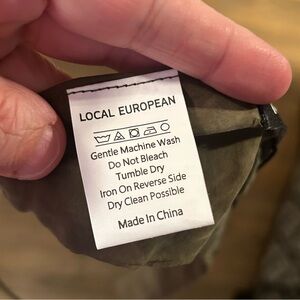 LOCAL EUROPEAN
Gentle Machine Wash
Do Not Bleach
Tumble Dry
Iron On Reverse Side
Dry Clean Possible
Made In China